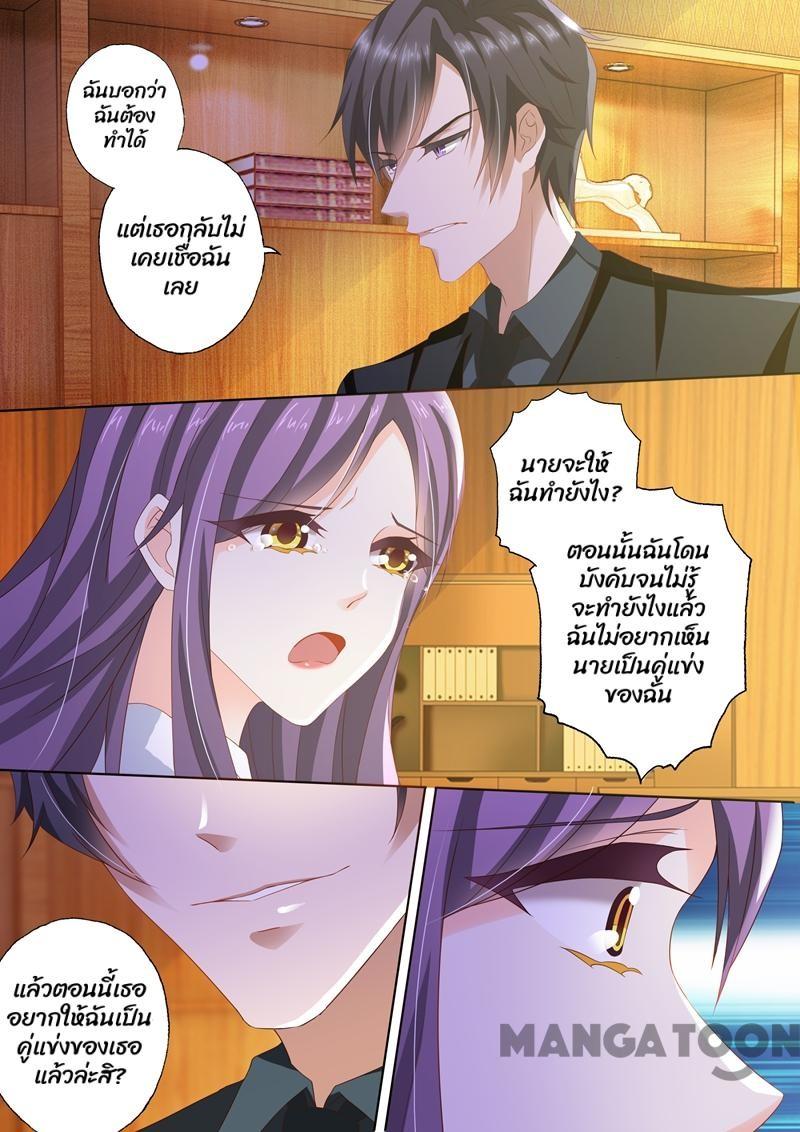 ฉันบอกว่า
ฉันต้อง
ทำได้
แต่เธอกลับไม่
เคยเชื่อฉัน
เลย
นายจะให้
ฉันทำยังไง?
ตอนนั้นฉันโดน
บังคับจนไม่รู้
จะทำยังไงแล้ว
ฉันไม่อยากเห็น
นายเป็นคู่แข่ง
ของฉัน
แล้วตอนนี้เธอ
อยากให้ฉันเป็น
คู่แข่งของเธอ
แล้วล่ะสิ?
MANGATOON